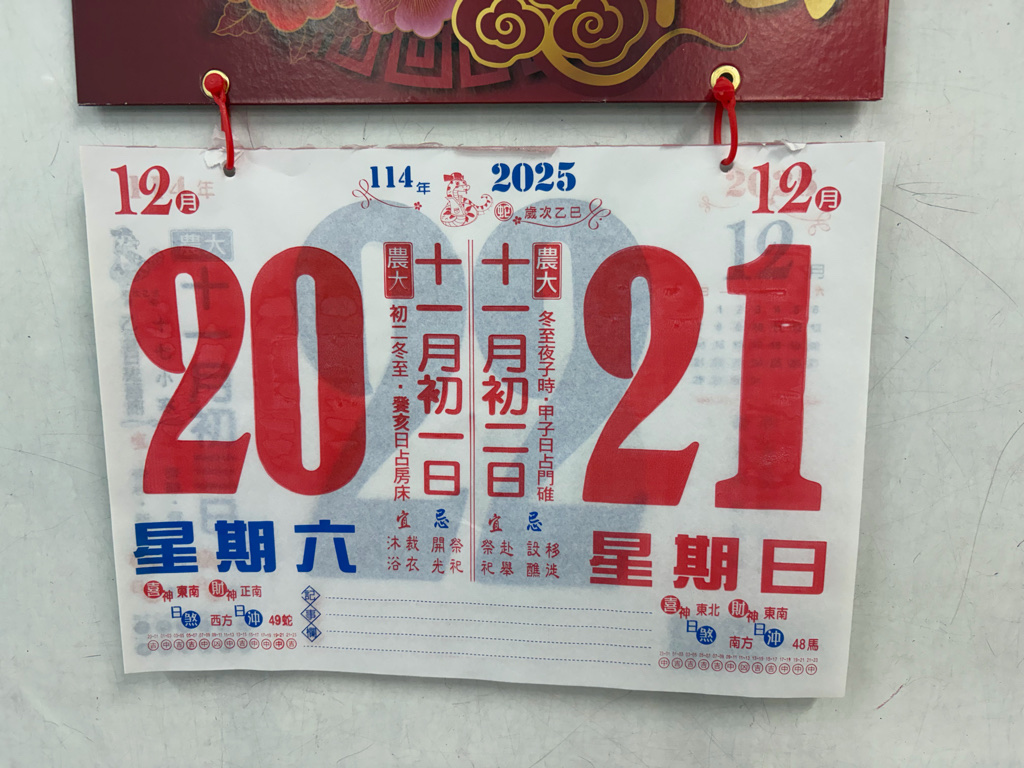 12月
114年
2025
蛇 歲次乙巳
12月
20
農大
十一月初一日
初二冬至·癸亥日占房床
宜 沐浴 裁衣
忌 開光 祭祀
星期六
十一月初二日
農大
冬至夜子時·甲子日占門碓
宜 祭祀 赴舉
忌 設醮 移徙
21
星期日
喜神 東南 財神 正南
日煞 西方 日沖 49蛇
記事欄
喜神 東北 財神 東南
日煞 南方 日沖 48馬